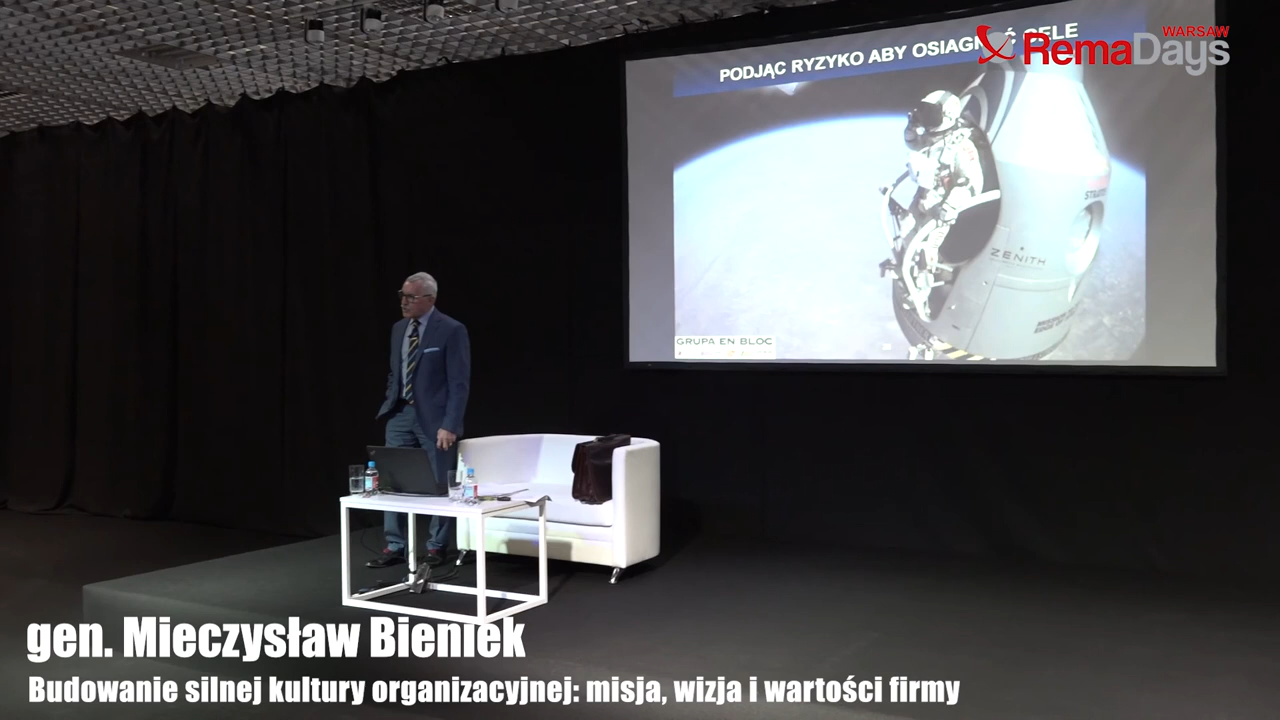 WARSAW
RemaDays
PODJĄC RYZYKO ABY OSIAGN Ć CELE
ZENITH
GRUPA EN BLOC
gen. Mieczysław Bieniek
Budowanie silnej kultury organizacyjnej: misja, wizja i wartości firmy